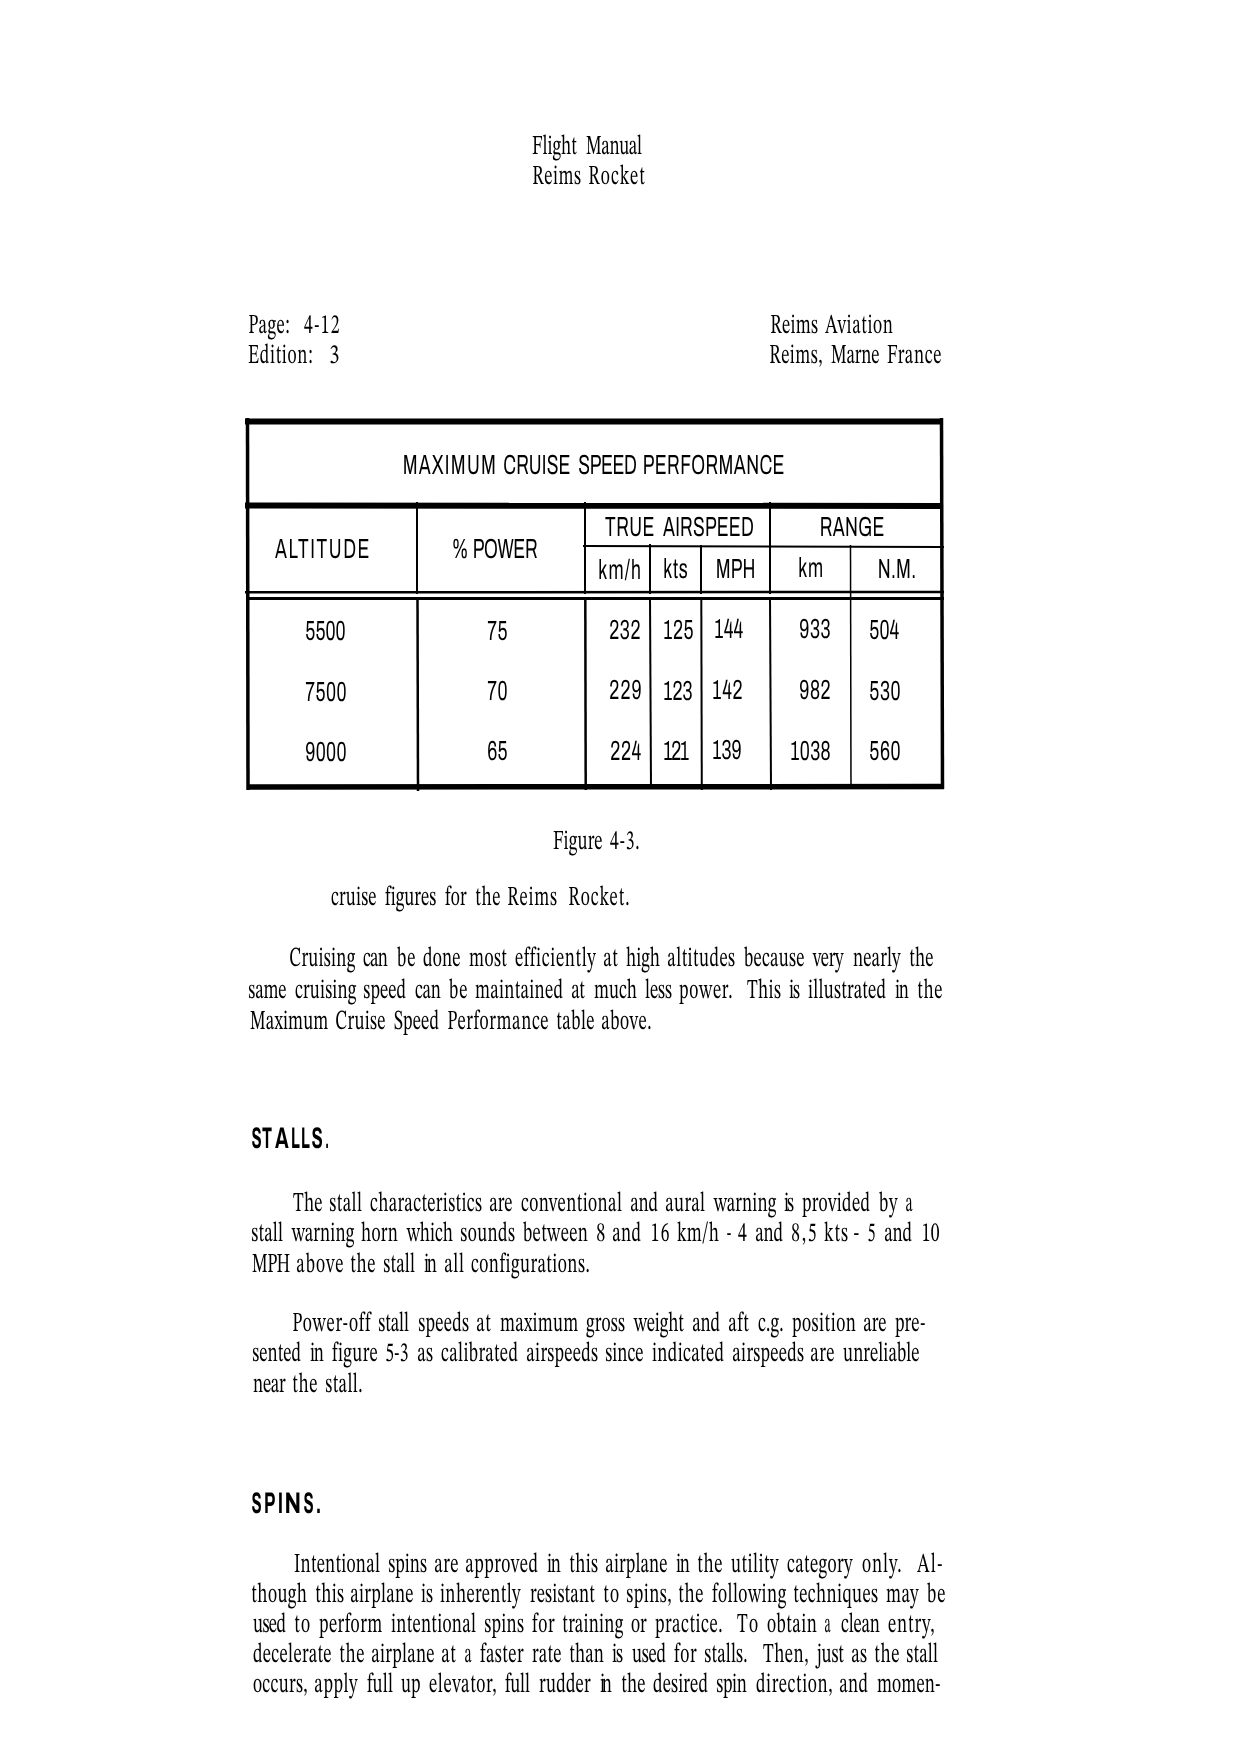 Flight Manual
Reims Rocket
Page: 4-12
Edition: 3
Reims Aviation
Reims, Marne France
MAXIMUM CRUISE SPEED PERFORMANCE
ALTITUDE % POWER TRUE AIRSPEED RANGE
km/h kts MPH km N.M.
5500 75 232 125 144 933 504
7500 70 229 123 142 982 530
9000 65 224 121 139 1038 560
Figure 4-3.
cruise figures for the Reims Rocket.
Cruising can be done most efficiently at high altitudes because very nearly the
same cruising speed can be maintained at much less power. This is illustrated in the
Maximum Cruise Speed Performance table above.
STALLS.
The stall characteristics are conventional and aural warning is provided by a
stall warning horn which sounds between 8 and 16 km/h - 4 and 8,5 kts - 5 and 10
MPH above the stall in all configurations.
Power-off stall speeds at maximum gross weight and aft c.g. position are pre-
sented in figure 5-3 as calibrated airspeeds since indicated airspeeds are unreliable
near the stall.
SPINS.
Intentional spins are approved in this airplane in the utility category only. Al-
though this airplane is inherently resistant to spins, the following techniques may be
used to perform intentional spins for training or practice. To obtain a clean entry,
decelerate the airplane at a faster rate than is used for stalls. Then, just as the stall
occurs, apply full up elevator, full rudder in the desired spin direction, and momen-